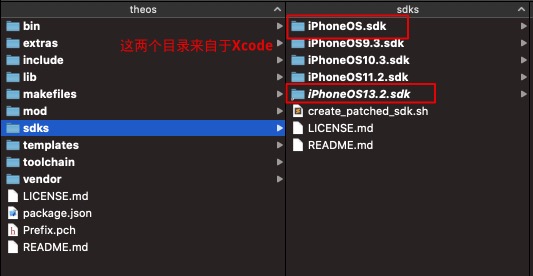 theos
bin
extras
include
lib
makefiles
mod
sdks
templates
toolchain
vendor
LICENSE.md
package.json
Prefix.pch
README.md
这两个目录来自于Xcode
sdks
iPhoneOS.sdk
iPhoneOS9.3.sdk
iPhoneOS10.3.sdk
iPhoneOS11.2.sdk
iPhoneOS13.2.sdk
create_patched_sdk.sh
LICENSE.md
README.md